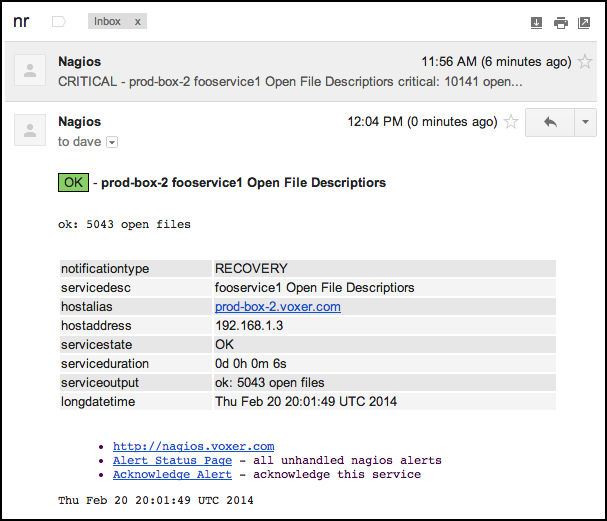 nr Inbox x
Nagios 11:56 AM (6 minutes ago)
CRITICAL - prod-box-2 fooservice1 Open File Descriptiors critical: 10141 open...
Nagios 12:04 PM (0 minutes ago)
to dave
OK - prod-box-2 fooservice1 Open File Descriptiors
ok: 5043 open files
notificationtype RECOVERY
servicedesc fooservice1 Open File Descriptiors
hostalias prod-box-2.voxer.com
hostaddress 192.168.1.3
servicestate OK
serviceduration 0d 0h 0m 6s
serviceoutput ok: 5043 open files
longdatetime Thu Feb 20 20:01:49 UTC 2014
• http://nagios.voxer.com
• Alert Status Page - all unhandled nagios alerts
• Acknowledge Alert - acknowledge this service
Thu Feb 20 20:01:49 UTC 2014